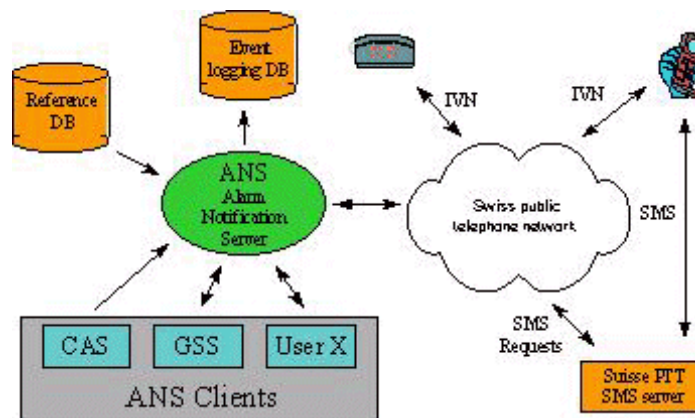 Event
logging DB
Reference
DB
IVN
IVN
ANS
Alarm
Notification
Server
Swiss public
telephone network
SMS
CAS
GSS
User X
SMS
Requests
ANS Clients
Suisse PTT
SMS server